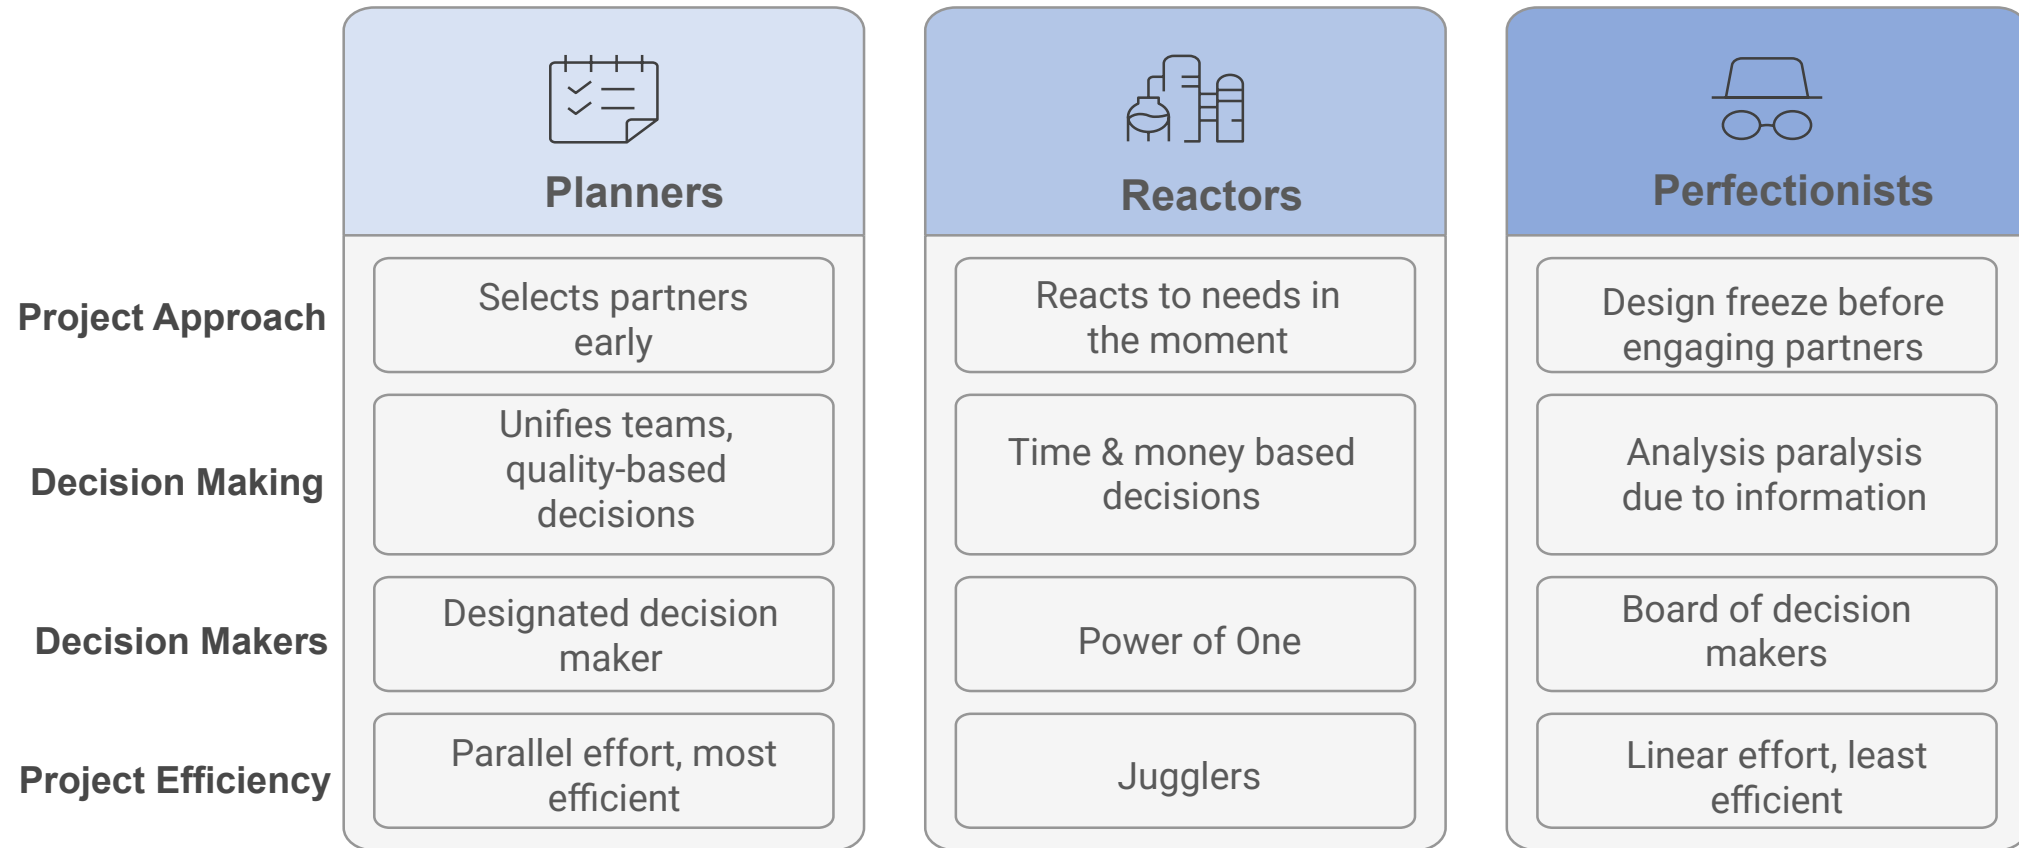 Planners
Reactors
Perfectionists
Project Approach
Selects partners
early
Reacts to needs in
the moment
Design freeze before
engaging partners
Decision Making
Unifies teams,
quality-based
decisions
Time & money based
decisions
Analysis paralysis
due to information
Decision Makers
Designated decision
maker
Power of One
Board of decision
makers
Project Efficiency
Parallel effort, most
efficient
Jugglers
Linear effort, least
efficient